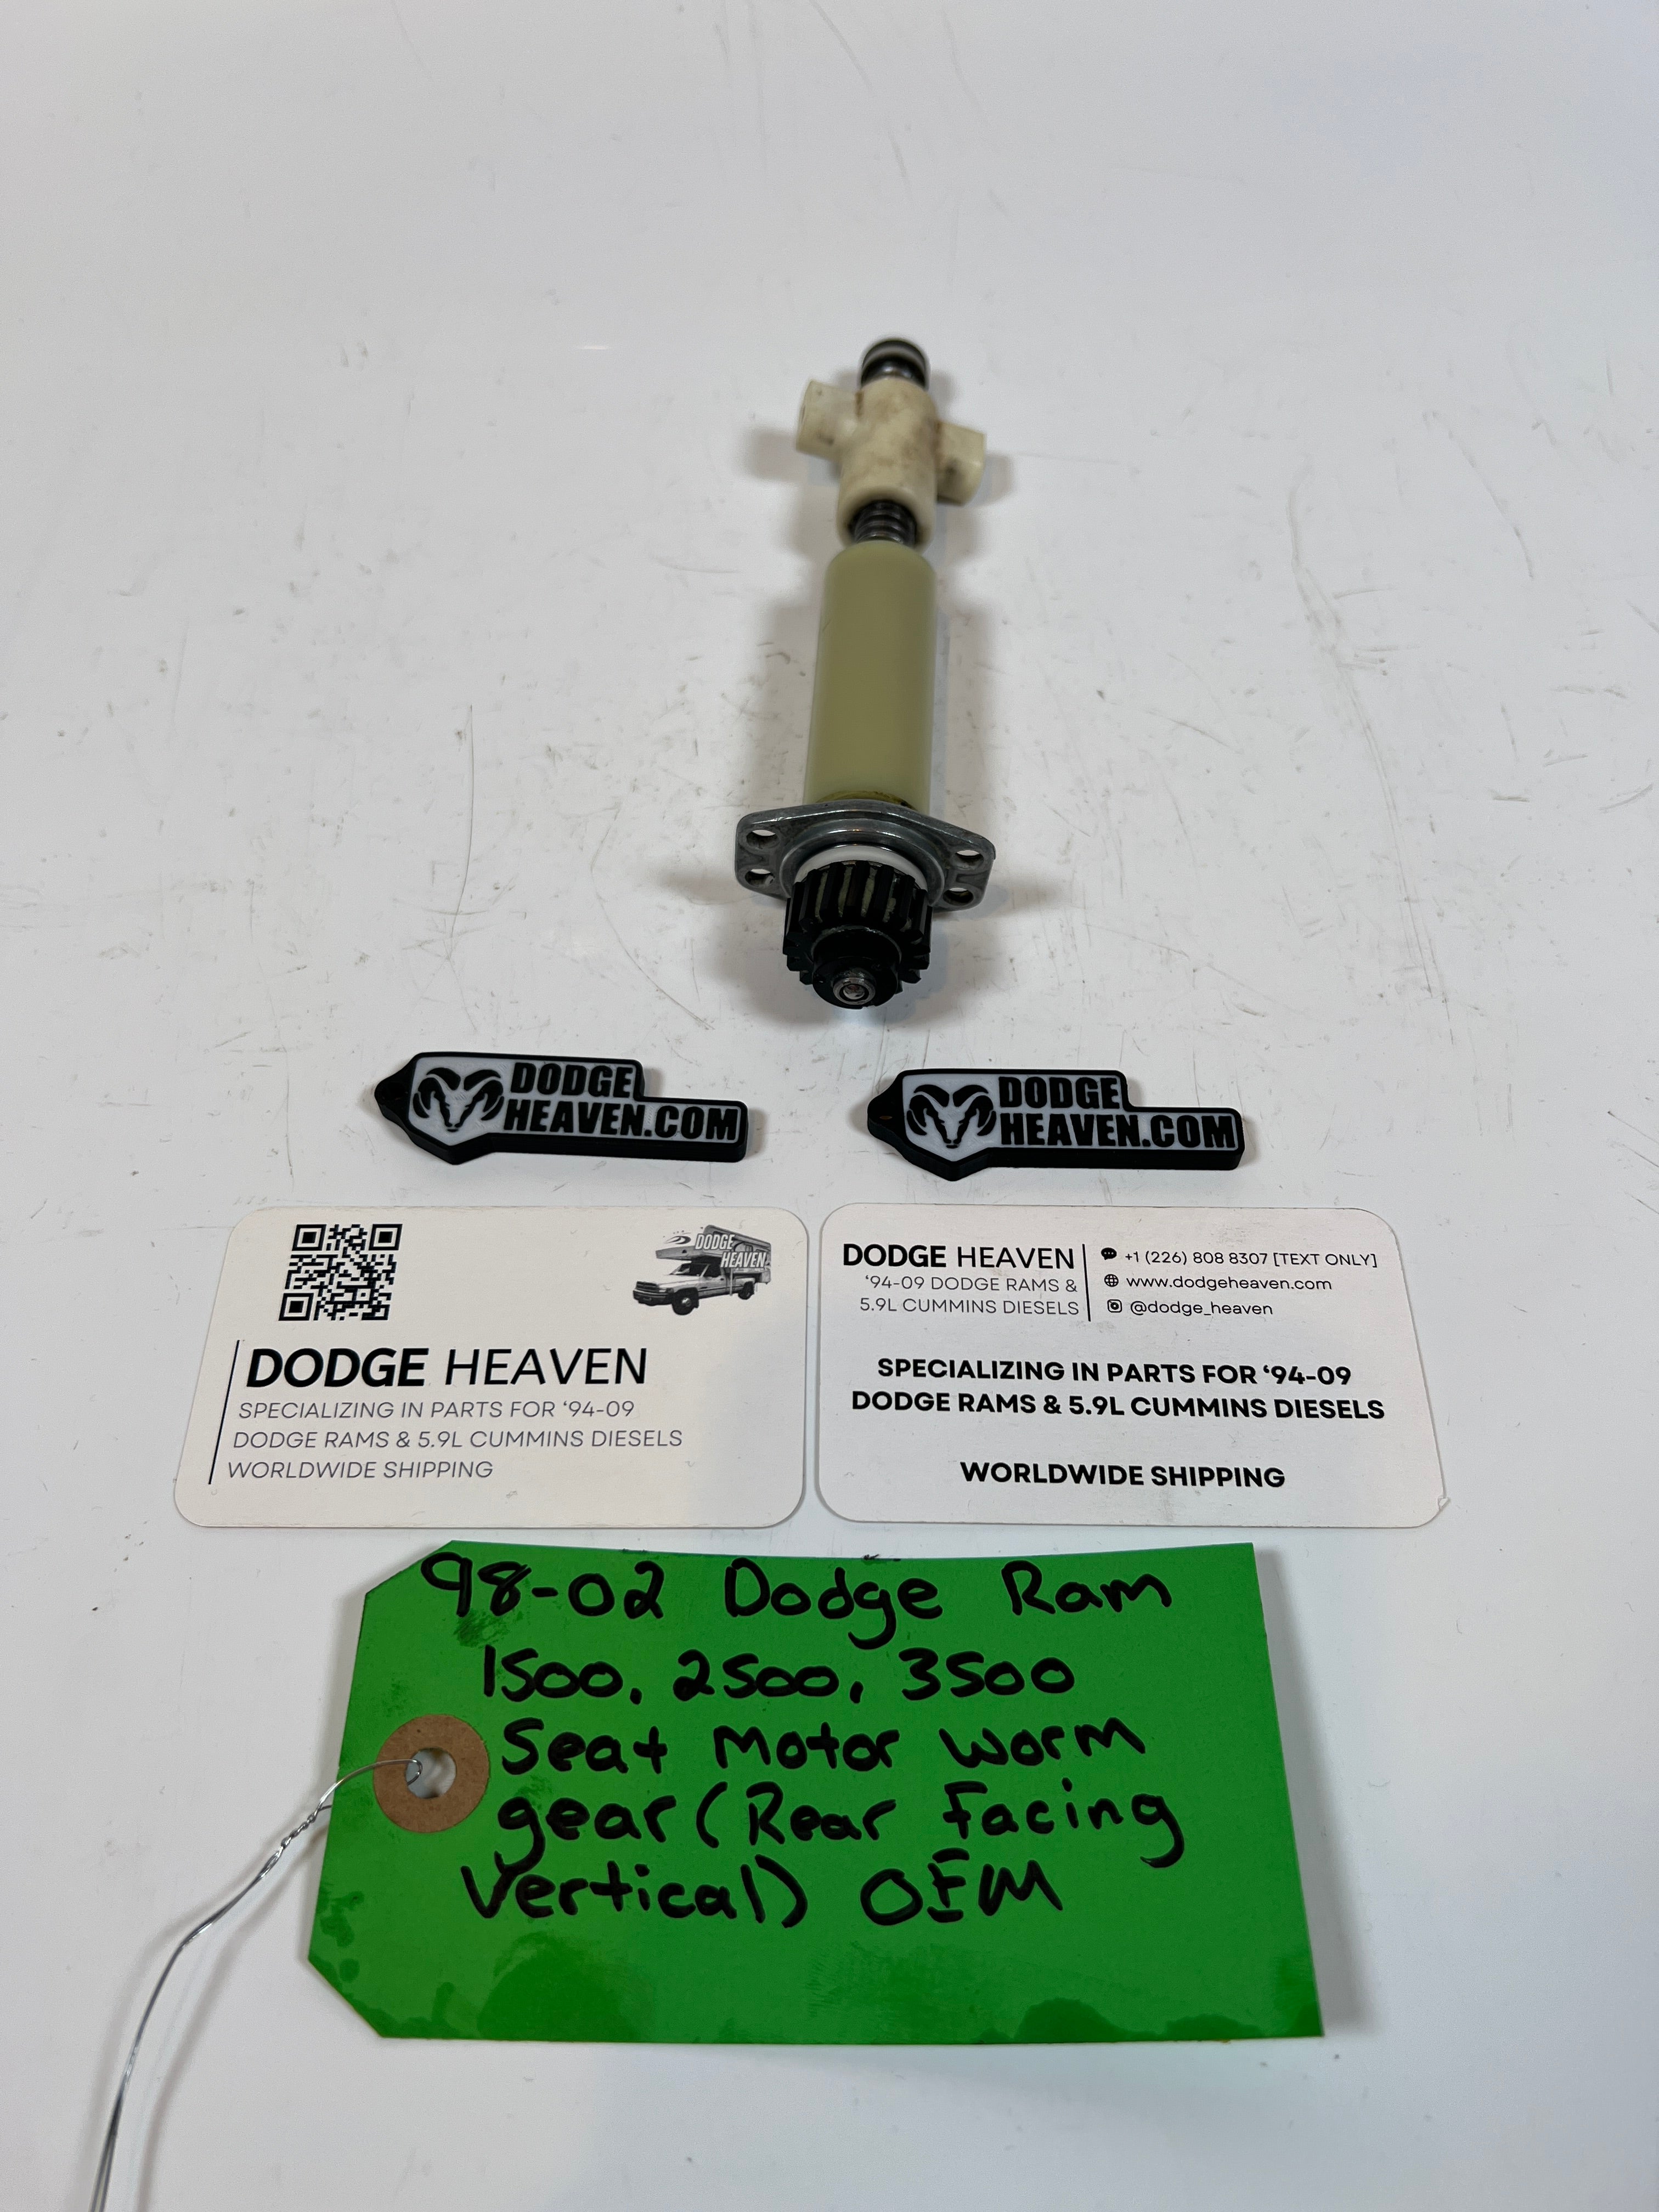 DODGE
HEAVEN.COM
DODGE
HEAVEN.COM
DODGE
HEAVEN
DODGE HEAVEN
SPECIALIZING IN PARTS FOR ‘94-09
DODGE RAMS & 5.9L CUMMINS DIESELS
WORLDWIDE SHIPPING
DODGE HEAVEN
‘94-09 DODGE RAMS &
5.9L CUMMINS DIESELS
+1 (226) 808 8307 [TEXT ONLY]
www.dodgeheaven.com
@dodge_heaven
SPECIALIZING IN PARTS FOR ‘94-09
DODGE RAMS & 5.9L CUMMINS DIESELS
WORLDWIDE SHIPPING
98-02 Dodge Ram
1500, 2500, 3500
Seat Motor Worm
gear (Rear Facing
Vertical) OEM